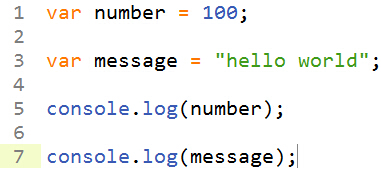 1 var number = 100;
2
3 var message = "hello world";
4
5 console.log(number);
6
7 console.log(message);